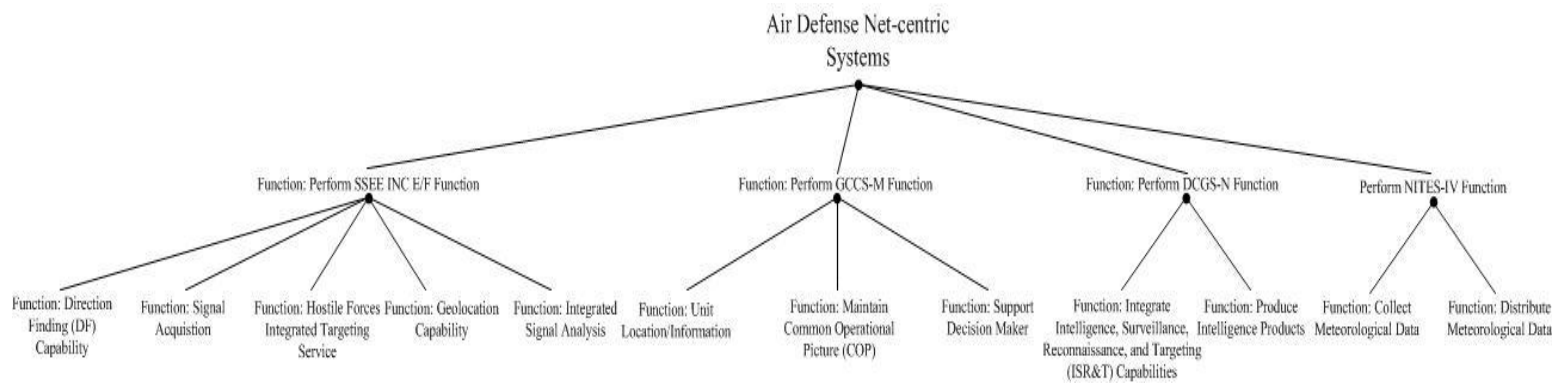 Air Defense Net-centric
Systems
Function: Perform SSEE INC E/F Function
Function: Perform GCCS-M Function
Function: Perform DCGS-N Function
Perform NITES-IV Function
Function: Direction
Finding (DF)
Capability
Function: Signal
Acquistion
Function: Hostile Forces
Integrated Targeting
Service
Function: Geolocation
Capability
Function: Integrated
Signal Analysis
Function: Unit
Location/Information
Function: Maintain
Common Operational
Picture (COP)
Function: Support
Decision Maker
Function: Integrate
Intelligence, Surveillance,
Reconnaissance, and Targeting
(ISR&T) Capabilities
Function: Produce
Intelligence Products
Function: Collect
Meteorological Data
Function: Distribute
Meteorological Data